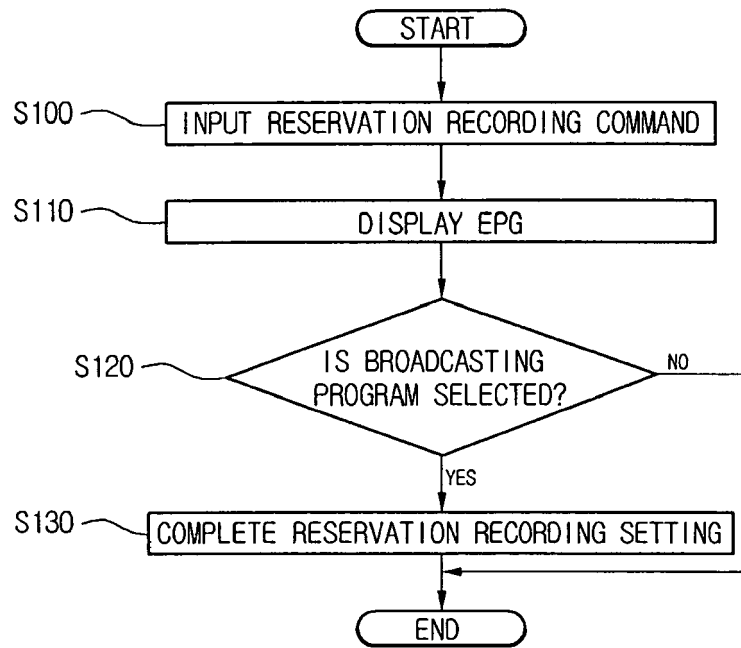 START
S100
INPUT RESERVATION RECORDING COMMAND
S110
DISPLAY EPG
S120
IS BROADCASTING
PROGRAM SELECTED?
NO
YES
S130
COMPLETE RESERVATION RECORDING SETTING
END